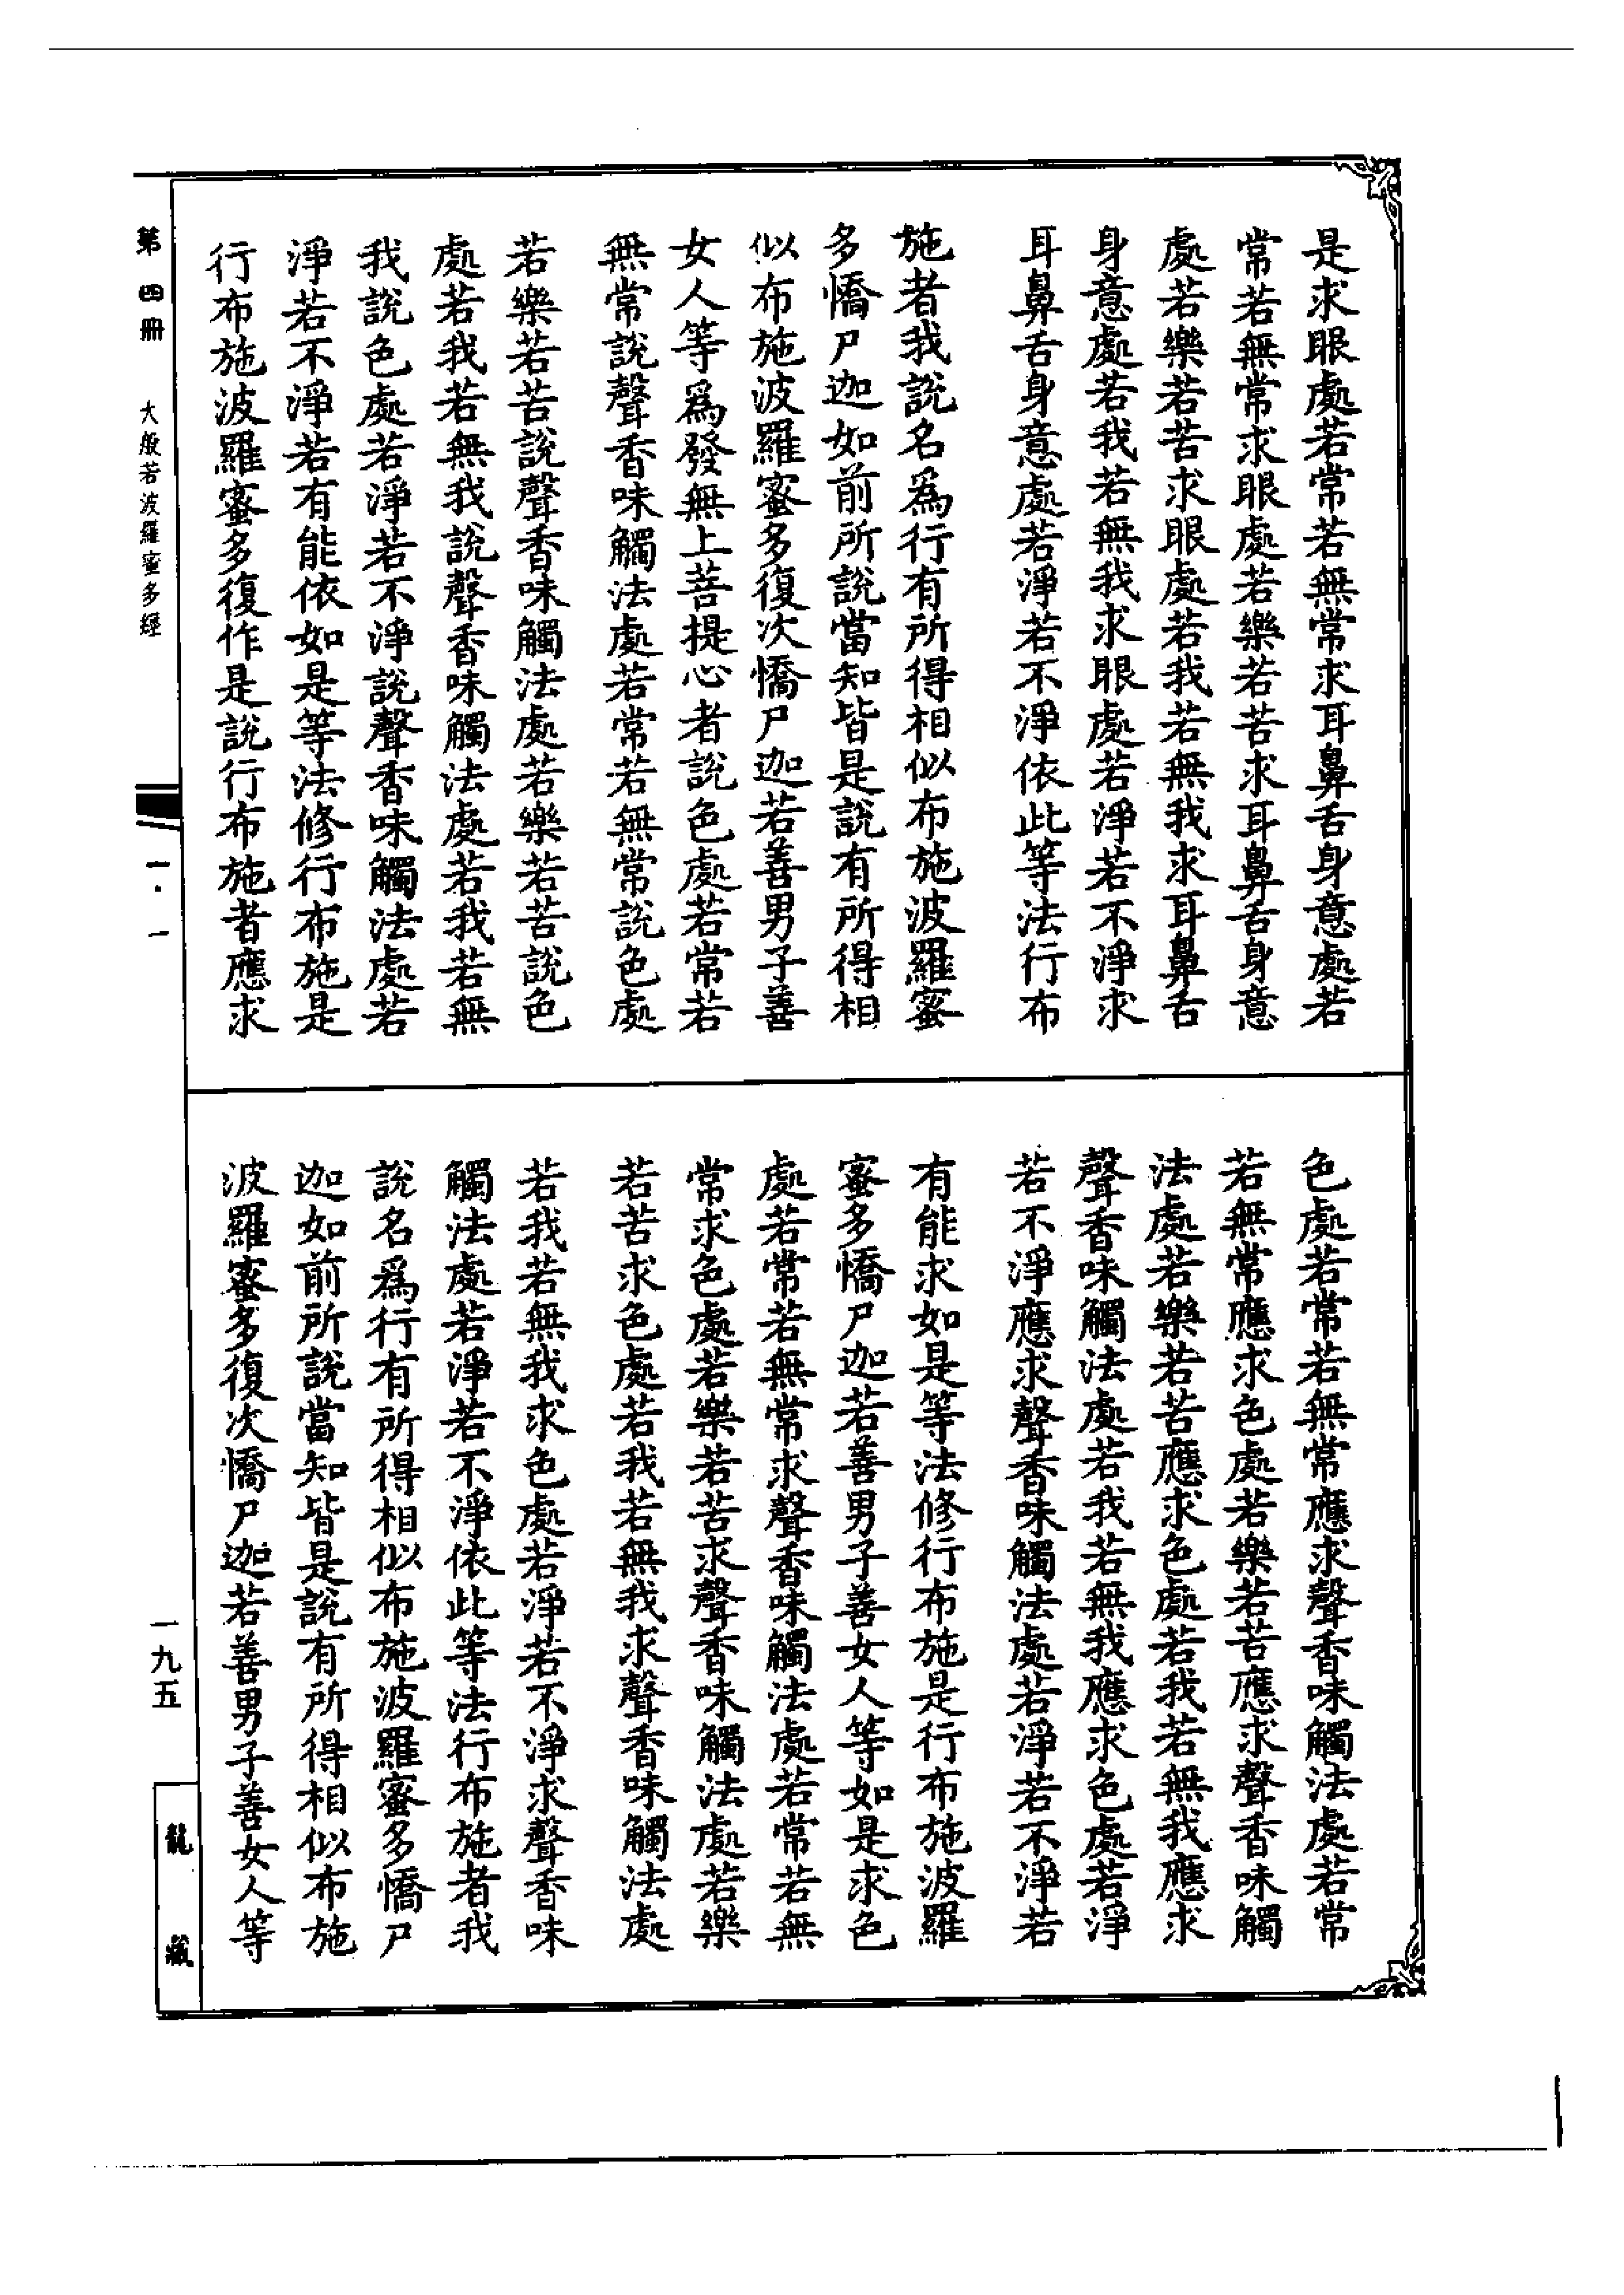 是求眼處若常若無常求耳鼻舌身意處若
常若無常求眼處若樂若苦求耳鼻舌身意
處若樂若苦求眼處若我若無我求耳鼻舌
身意處若我若無我求眼處若淨若不淨求
耳鼻舌身意處若淨若不淨依此等法行布
施者我說名爲行有所得相似布施波羅蜜
多憍尸迦如前所說當知皆是說有所得相
似布施波羅蜜多復次憍尸迦若善男子善
女人等爲發無上菩提心者說色處若常若
無常說聲香味觸法處若常若無常說色處
若樂若苦說聲香味觸法處若樂若苦說色
處若我若無我說聲香味觸法處若我若無
我說色處若淨若不淨說聲香味觸法處若
淨若不淨若有能依如是等法修行布施是
行布施波羅蜜多復作是說行布施者應求
色處若常若無常應求聲香味觸法處若常
若無常應求色處若樂若苦應求聲香味觸
法處若樂若苦應求色處若我若無我應求
聲香味觸法處若我若無我應求色處若淨
若不淨應求聲香味觸法處若淨若不淨若
有能求如是等法修行布施是行布施波羅
蜜多憍尸迦若善男子善女人等如是求色
處若常若無常求聲香味觸法處若常若無
常求色處若樂若苦求聲香味觸法處若樂
若苦求色處若我若無我求聲香味觸法處
若我若無我求色處若淨若不淨求聲香味
觸法處若淨若不淨依此等法行布施者我
說名爲行有所得相似布施波羅蜜多憍尸
迦如前所說當知皆是說有所得相似布施
波羅蜜多復次憍尸迦若善男子善女人等
第四冊 大般若波羅蜜多經 一·一
一九五
龍藏